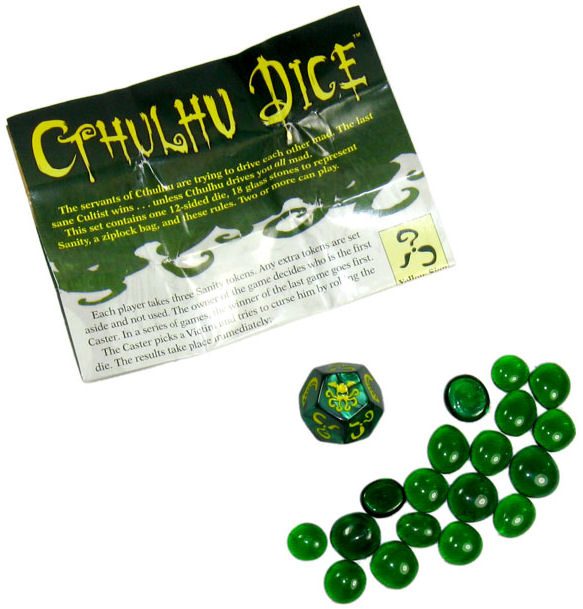 CTHULHU DICE™
The servants of Cthulhu are trying to drive each other mad. The last
sane Cultist wins . . . unless Cthulhu drives you all mad.
This set contains one 12-sided die, 18 glass stones to represent
Sanity, a ziplock bag, and these rules. Two or more can play.
Each player takes three Sanity tokens. Any extra tokens are set
aside and not used. The owner of the game decides who is the first
Caster. In a series of games, the winner of the last game goes first.
The Caster picks a Victim and tries to curse him by rolling the
die. The results take place immediately:
Yellow Sign